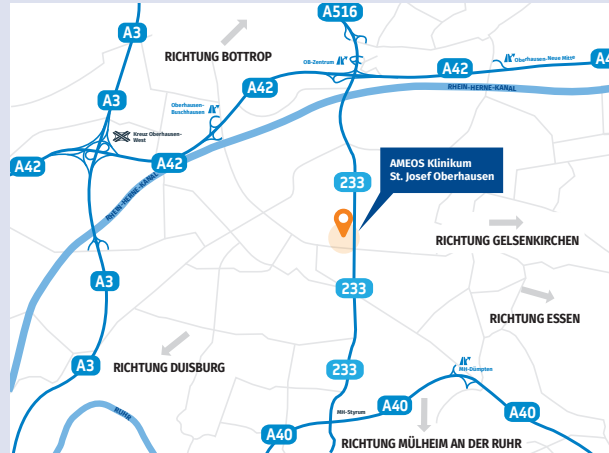 A516
A3
RICHTUNG BOTTROP
OB-Zentrum
Oberhausen-Neue Mitte
A4
A42
A42
RHEIN-HERNE-KANAL
A3
Oberhausen-
Buschhausen
Kreuz Oberhausen-
West
A42
A42
AMEOS Klinikum
St. Josef Oberhausen
233
RHEIN-HERNE-KANAL
RICHTUNG GELSENKIRCHEN
A3
233
RICHTUNG ESSEN
A3
RICHTUNG DUISBURG
233
MH-Dümpten
RUHR
MH-Styrum
A40
A40
A40
RICHTUNG MÜLHEIM AN DER RUHR